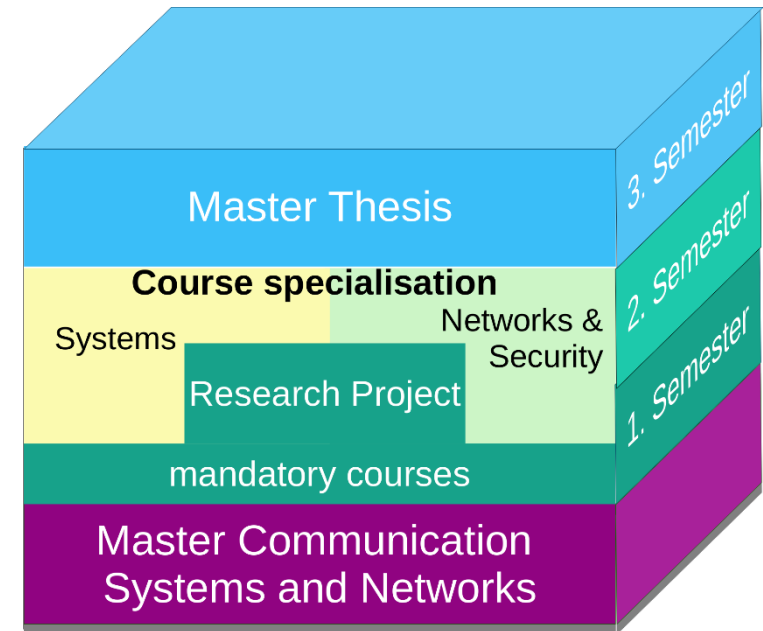 Master Thesis
3. Semester
Course specialisation
Systems
Networks &
Security
2. Semester
Research Project
mandatory courses
1. Semester
Master Communication
Systems and Networks